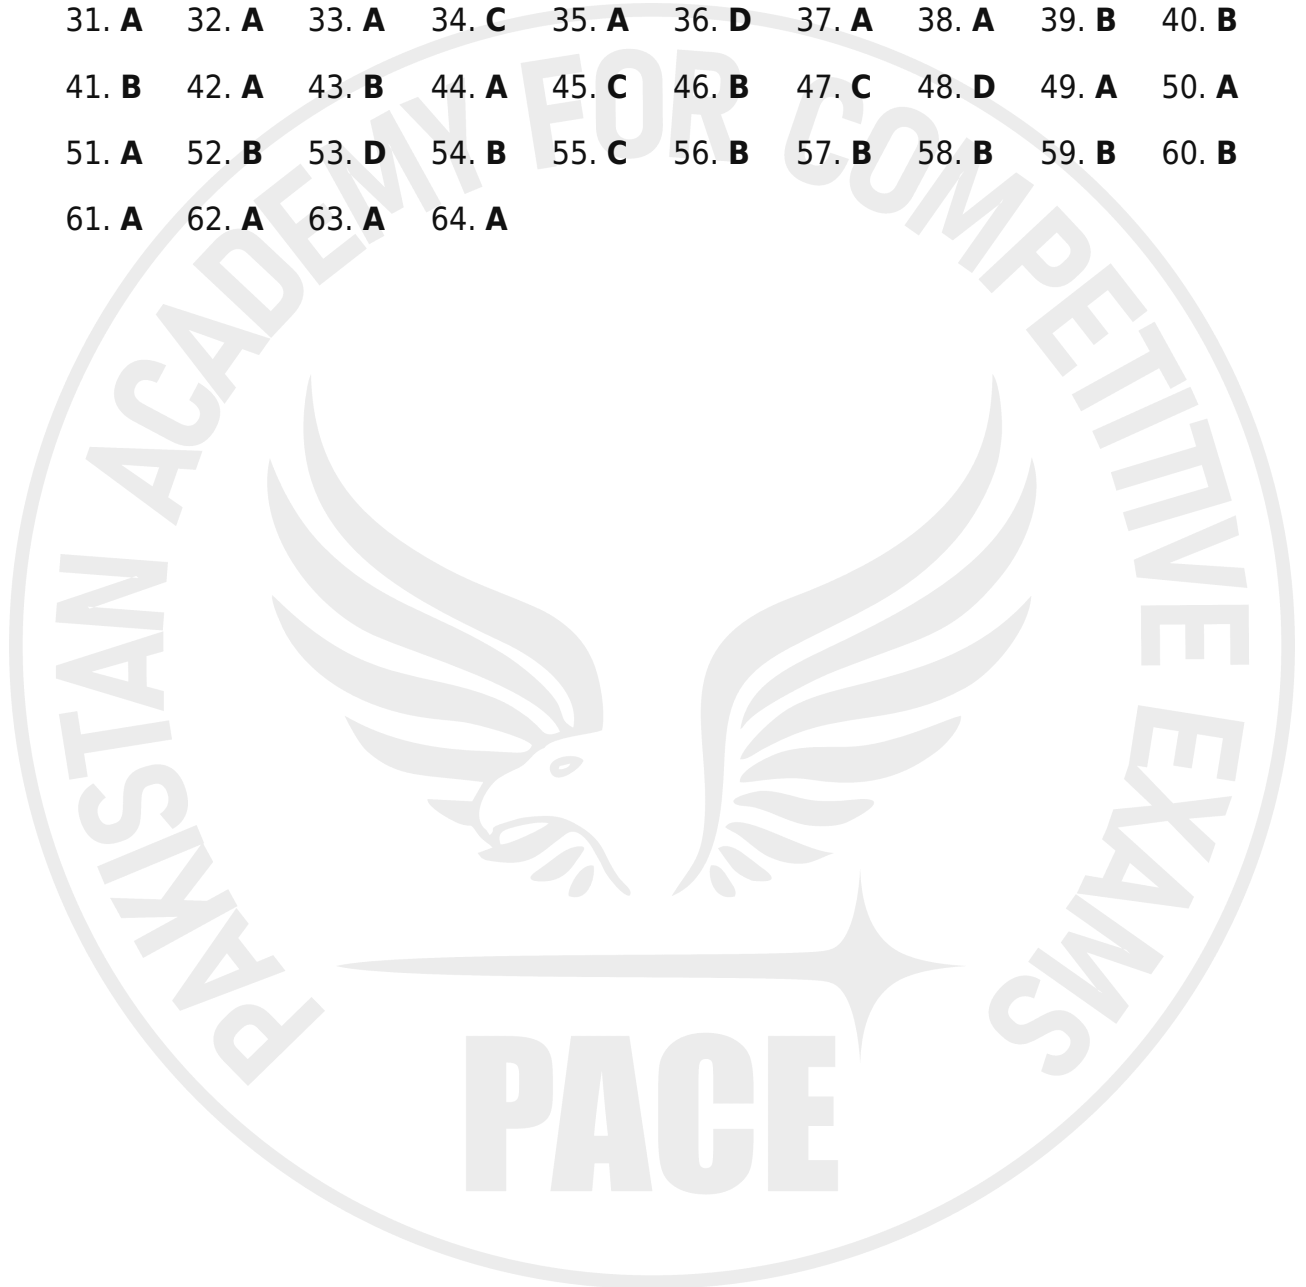 31. A 32. A 33. A 34. C 35. A 36. D 37. A 38. A 39. B 40. B
41. B 42. A 43. B 44. A 45. C 46. B 47. C 48. D 49. A 50. A
51. A 52. B 53. D 54. B 55. C 56. B 57. B 58. B 59. B 60. B
61. A 62. A 63. A 64. A
PAKISTAN ACADEMY FOR COMPETITIVE EXAMS
PACE